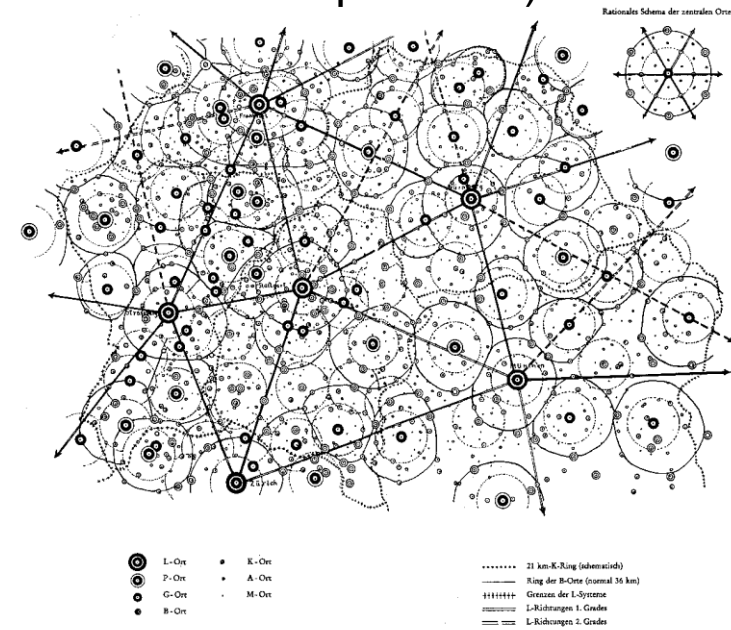 Rationales Schema der zentralen Orte
München
Zürich
L-Ort
P-Ort
G-Ort
B-Ort
K-Ort
A-Ort
M-Ort
21 km-K-Ring (schematisch)
Ring der B-Orte (normal 36 km)
Grenzen der L-Systeme
L-Richtungen 1. Grades
L-Richtungen 2. Grades